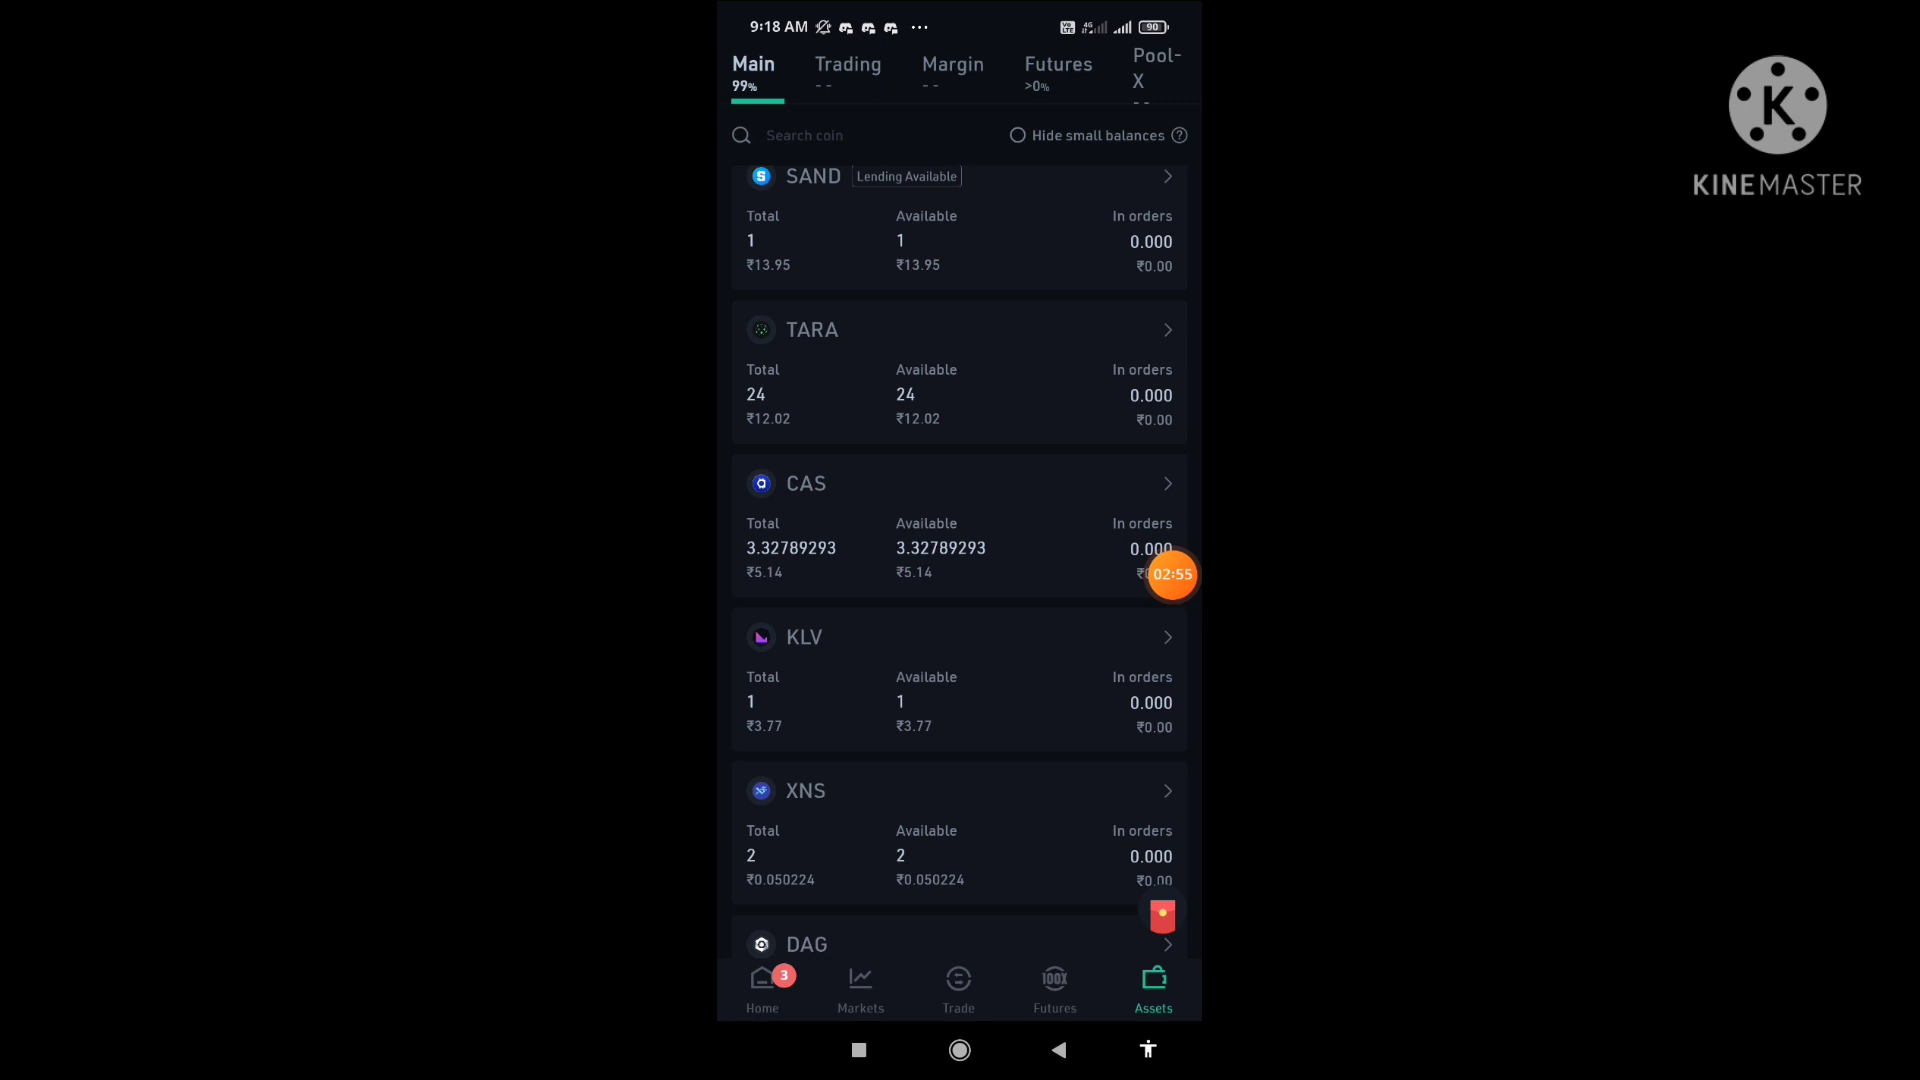 9:18 AM ... Vo LTE 4G 90
Main Trading Margin Futures Pool-X
99% -- -- >0% --
Search coin Hide small balances ?
SAND Lending Available
Total Available In orders
1 1 0.000
₹13.95 ₹13.95 ₹0.00
TARA
Total Available In orders
24 24 0.000
₹12.02 ₹12.02 ₹0.00
CAS
Total Available In orders
3.32789293 3.32789293 0.000
₹5.14 ₹5.14 ₹
02:55
KLV
Total Available In orders
1 1 0.000
₹3.77 ₹3.77 ₹0.00
XNS
Total Available In orders
2 2 0.000
₹0.050224 ₹0.050224 ₹0.00
DAG
3 100X
Home Markets Trade Futures Assets
K
KINEMASTER